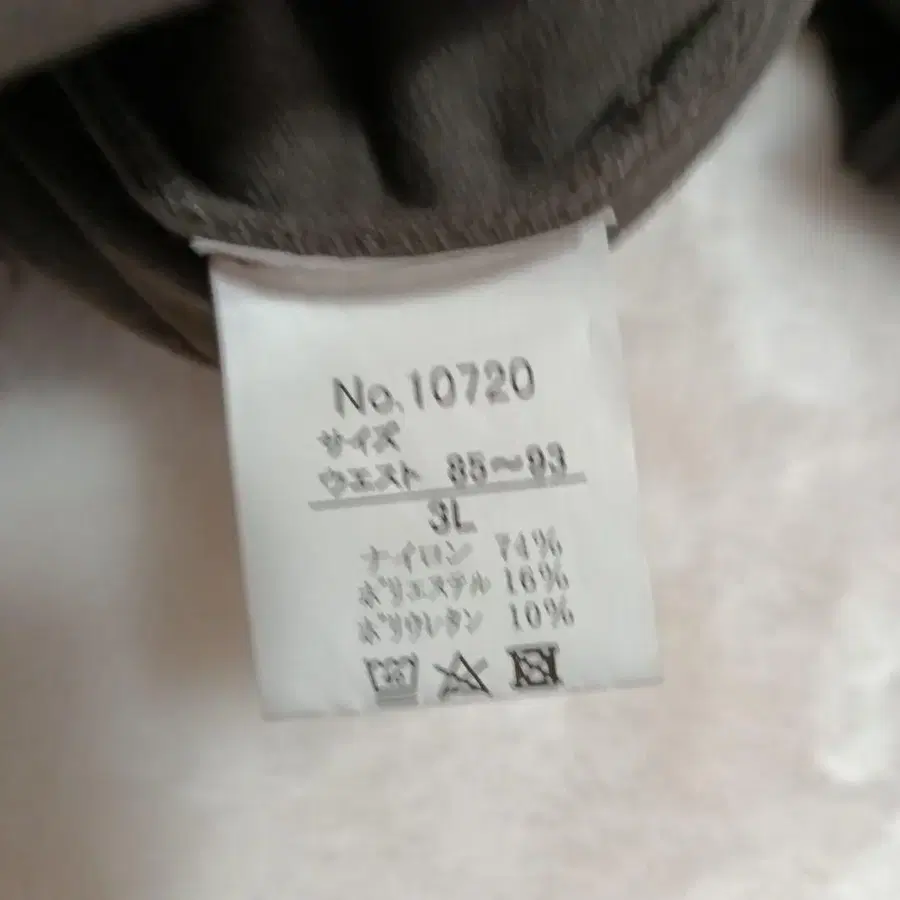 No.10720
サイズ
ウエスト 85～93
3L
ナイロン 74%
ポリエステル 16%
ポリウレタン 10%